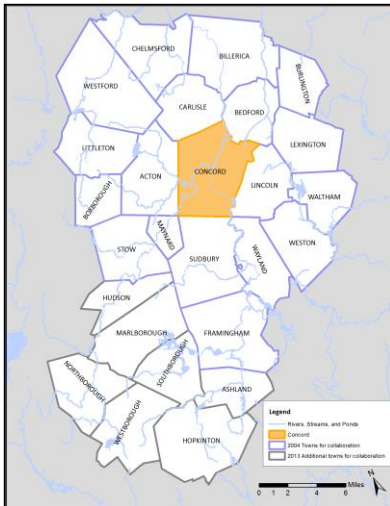 CHELMSFORD
BILLERICA
WESTFORD
BURLINGTON
CARLISLE
BEDFORD
LITTLETON
LEXINGTON
ACTON
CONCORD
BOXBOROUGH
LINCOLN
WALTHAM
MAYNARD
STOW
SUDBURY
WAYLAND
WESTON
HUDSON
MARLBOROUGH
FRAMINGHAM
SOUTHBOROUGH
NORTHBOROUGH
ASHLAND
WESTBOROUGH
HOPKINTON
Legend
Rivers, Streams, and Ponds
Concord
2004 Towns for collaboration
2013 Additional towns for collaboration
0 2 4 6 Miles
N